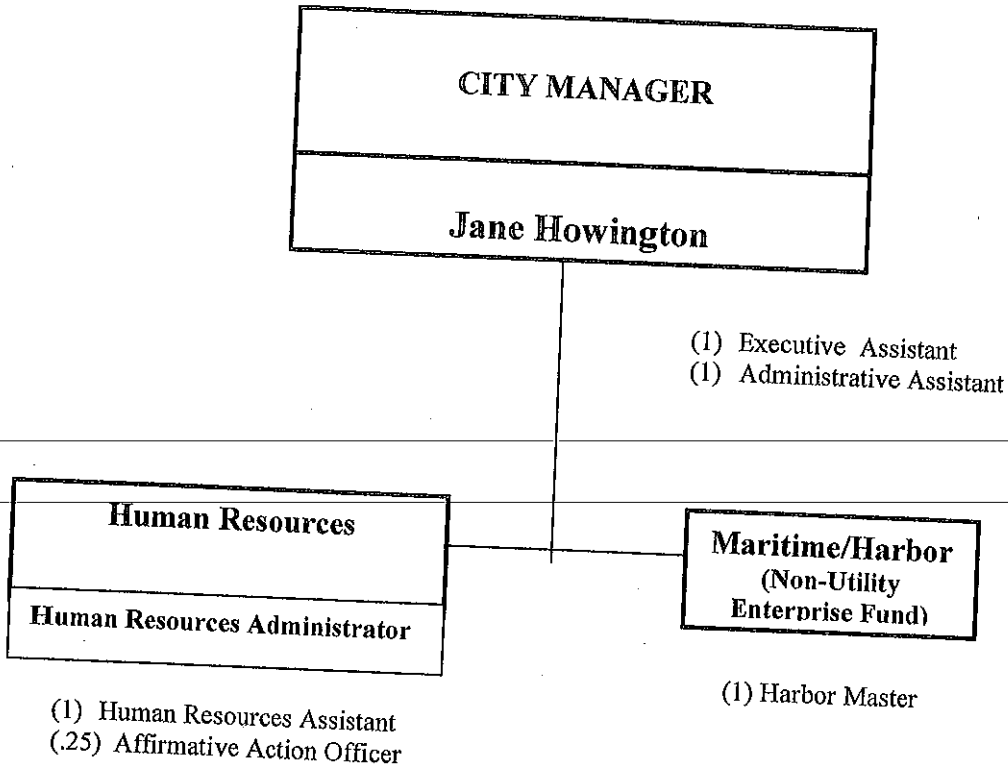 CITY MANAGER
Jane Howington
(1) Executive Assistant
(1) Administrative Assistant
Human Resources
Human Resources Administrator
(1) Human Resources Assistant
(.25) Affirmative Action Officer
Maritime/Harbor
(Non-Utility
Enterprise Fund)
(1) Harbor Master